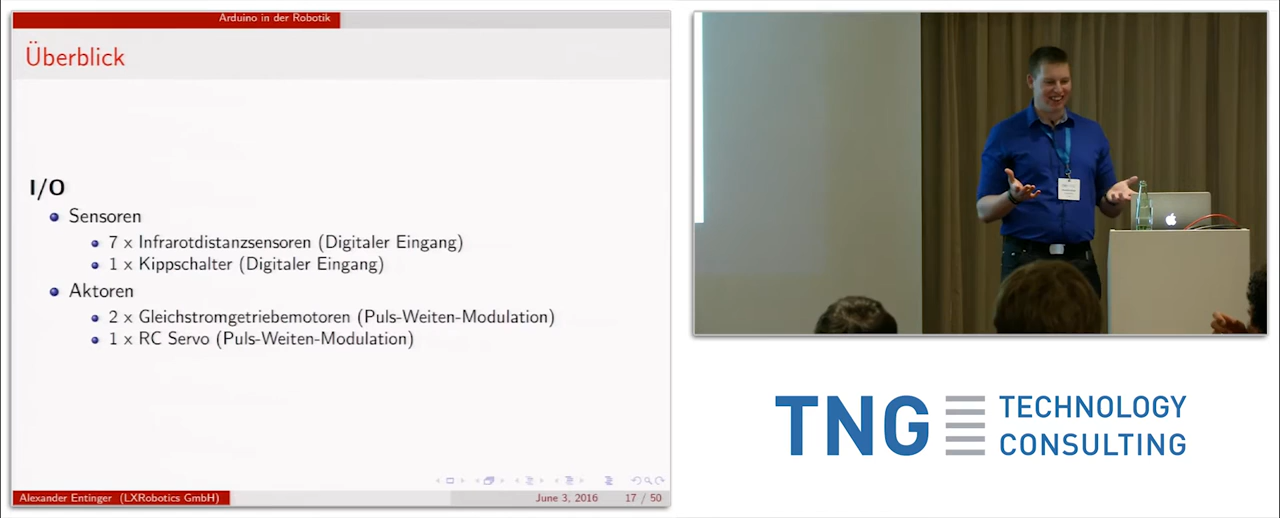 Arduino in der Robotik
Überblick
I/O
Sensoren
7 x Infrarotdistanzsensoren (Digitaler Eingang)
1 x Kippschalter (Digitaler Eingang)
Aktoren
2 x Gleichstromgetriebemotoren (Puls-Weiten-Modulation)
1 x RC Servo (Puls-Weiten-Modulation)
Alexander Entinger (LXRobotics GmbH)
June 3, 2016
17 / 50
TNG
TECHNOLOGY
CONSULTING